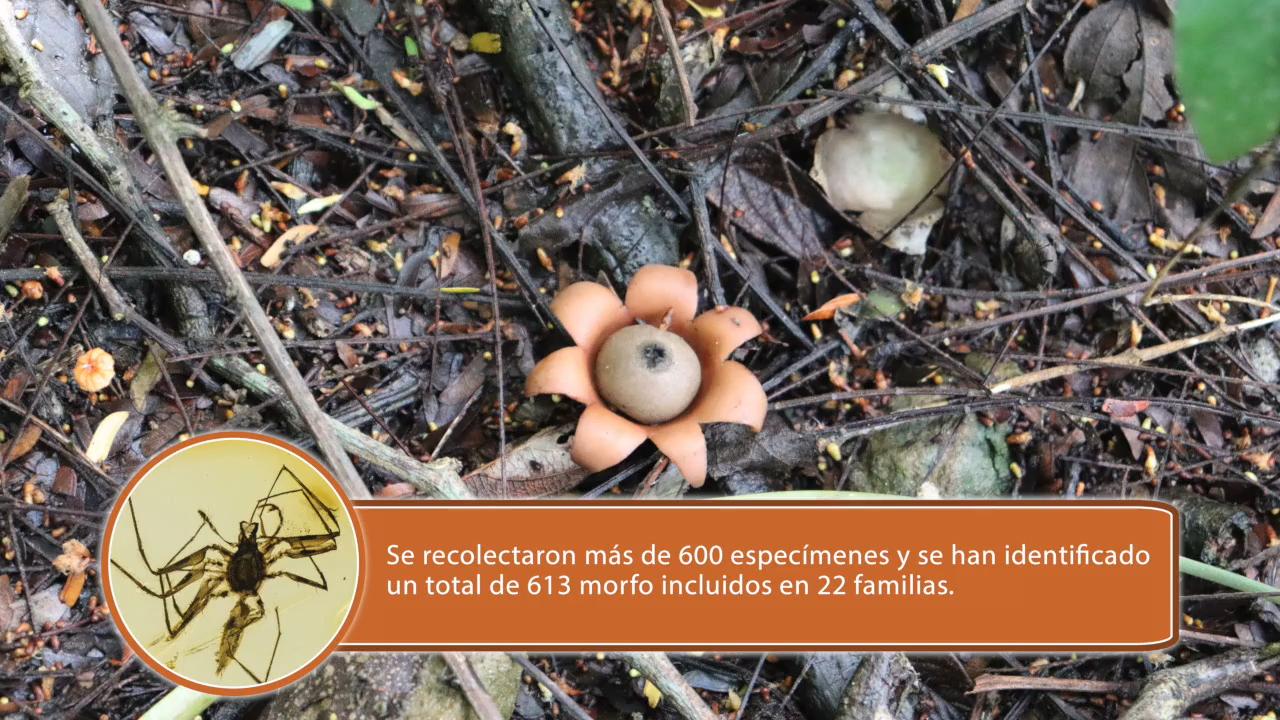 Se recolectaron más de 600 especímenes y se han identificado
un total de 613 morfo incluidos en 22 familias.